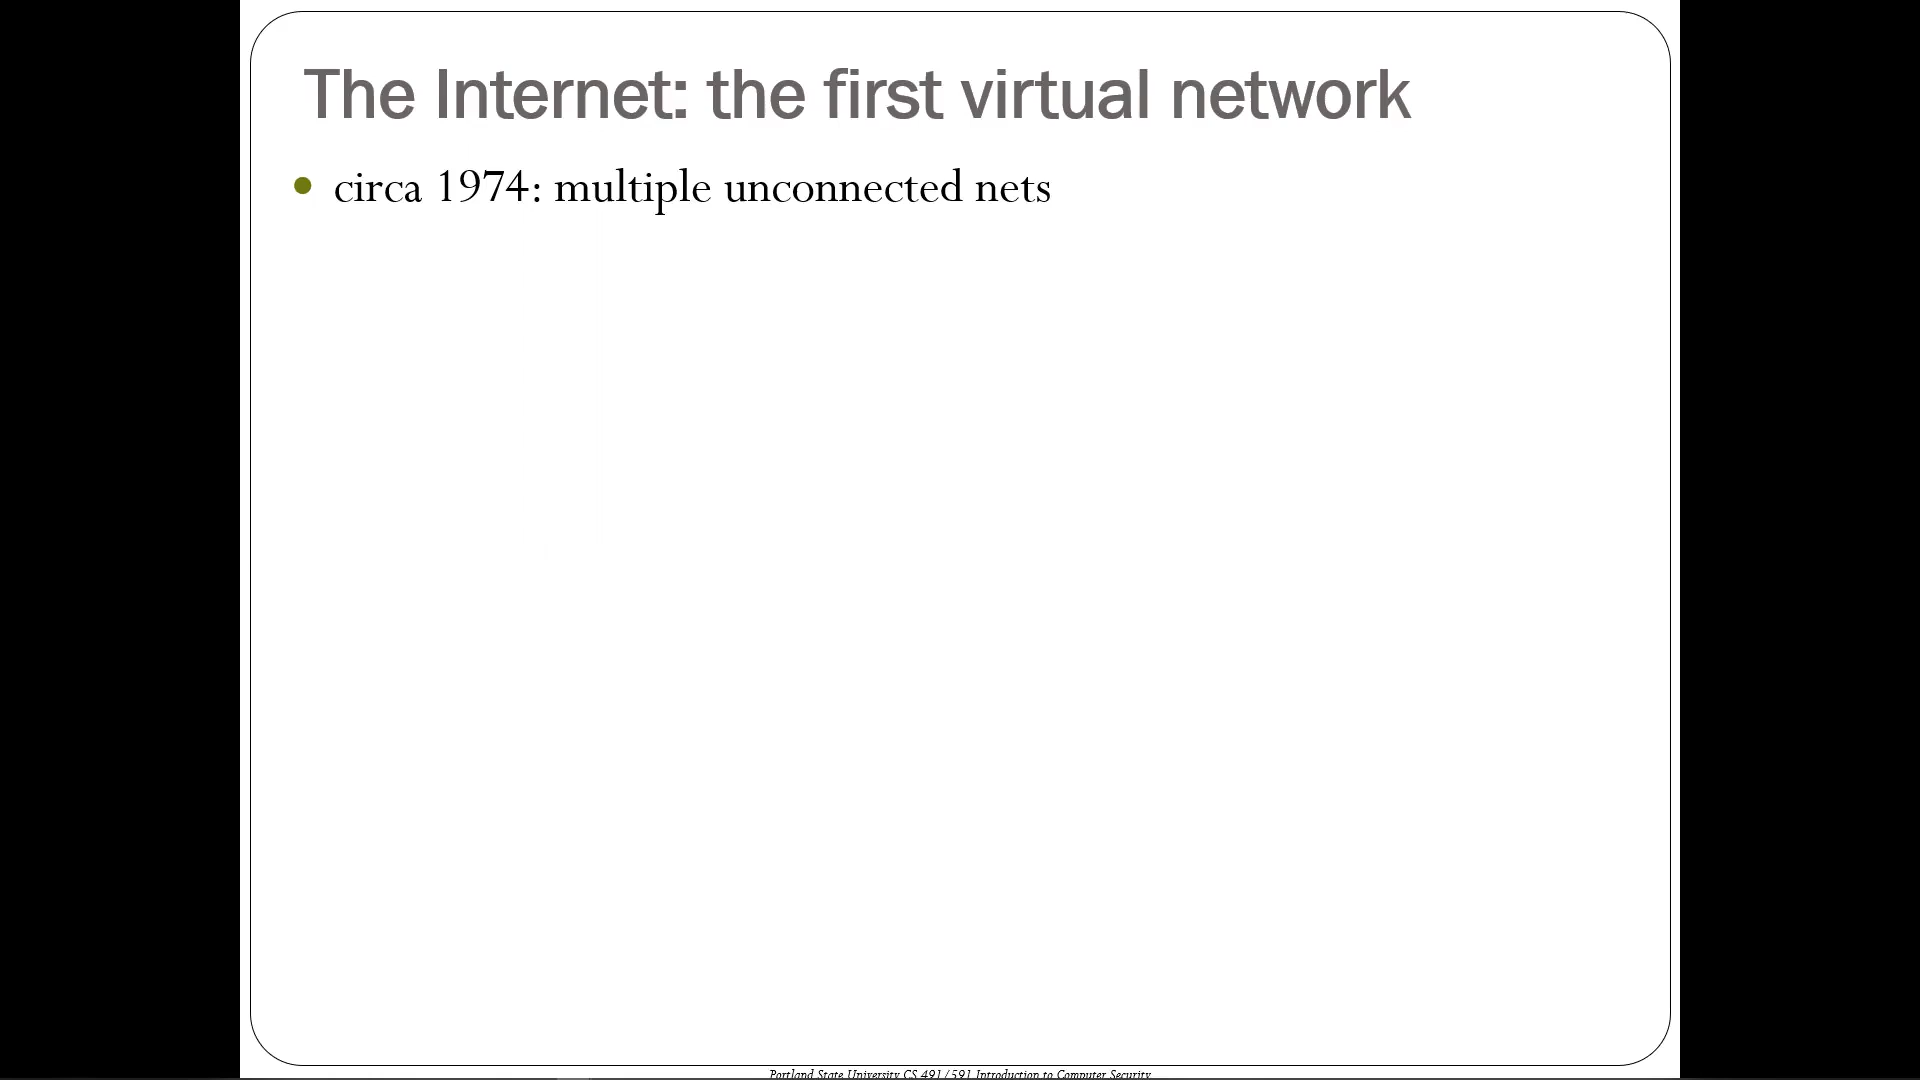 The Internet: the first virtual network
circa 1974: multiple unconnected nets
Portland State University CS 491/591 Introduction to Computer Security